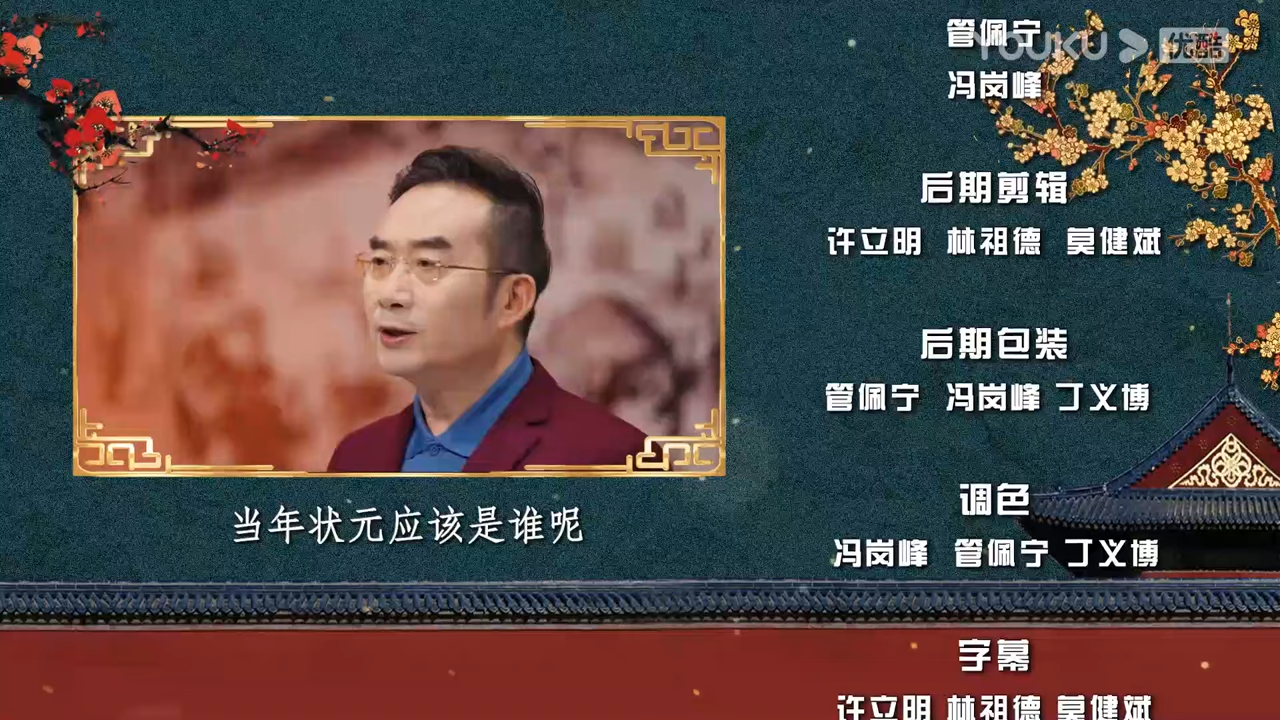 管佩宁
YOUKU 优酷
冯岗峰
后期剪辑
许立明 林祖德 莫健斌
后期包装
管佩宁 冯岗峰 丁义博
当年状元应该是谁呢
调色
冯岗峰 管佩宁 丁义博
字幕
许立明 林祖德 莫健斌